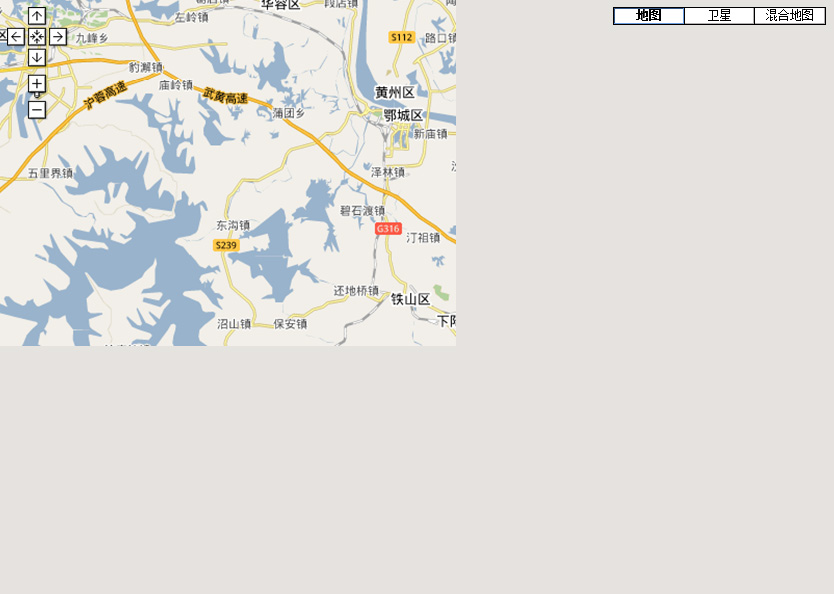 华容区
段店镇
左岭镇
地图
卫星
混合地图
九峰乡
S112
路口镇
豹澥镇
庙岭镇
沪蓉高速
武黄高速
黄州区
蒲团乡
鄂城区
新庙镇
五里界镇
泽林镇
碧石渡镇
东沟镇
G316
汀祖镇
S239
还地桥镇
铁山区
沼山镇
保安镇